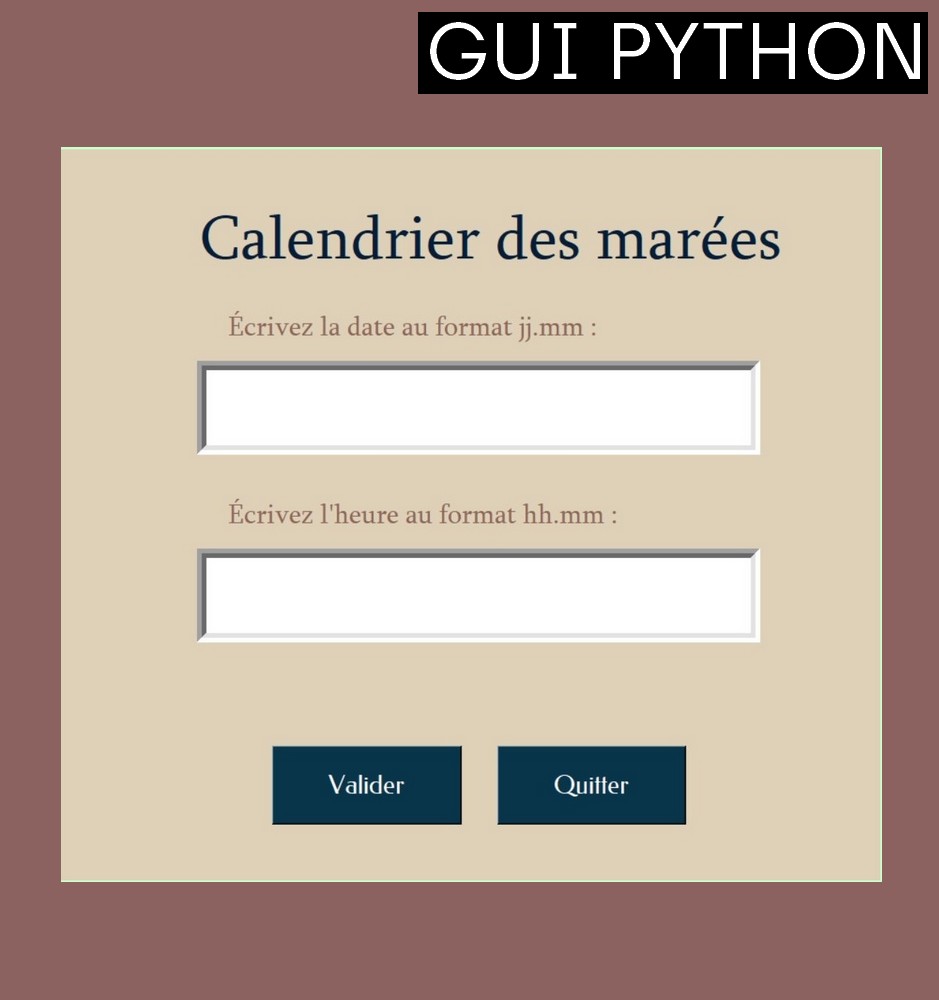 GUI PYTHON
Calendrier des marées
Écrivez la date au format jj.mm :
Écrivez l'heure au format hh.mm :
Valider
Quitter